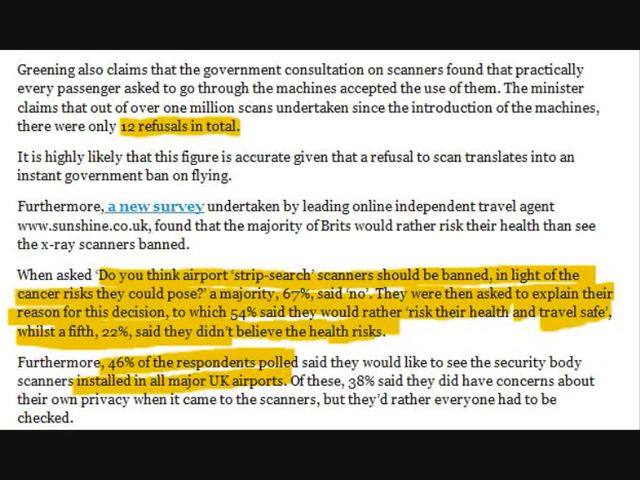 Greening also claims that the government consultation on scanners found that practically
every passenger asked to go through the machines accepted the use of them. The minister
claims that out of over one million scans undertaken since the introduction of the machines,
there were only 12 refusals in total.
It is highly likely that this figure is accurate given that a refusal to scan translates into an
instant government ban on flying.
Furthermore, a new survey undertaken by leading online independent travel agent
www.sunshine.co.uk, found that the majority of Brits would rather risk their health than see
the x-ray scanners banned.
When asked ‘Do you think airport ‘strip-search’ scanners should be banned, in light of the
cancer risks they could pose?’ a majority, 67%, said ‘no’. They were then asked to explain their
reason for this decision, to which 54% said they would rather ‘risk their health and travel safe’,
whilst a fifth, 22%, said they didn’t believe the health risks.
Furthermore, 46% of the respondents polled said they would like to see the security body
scanners installed in all major UK airports. Of these, 38% said they did have concerns about
their own privacy when it came to the scanners, but they’d rather everyone had to be
checked.